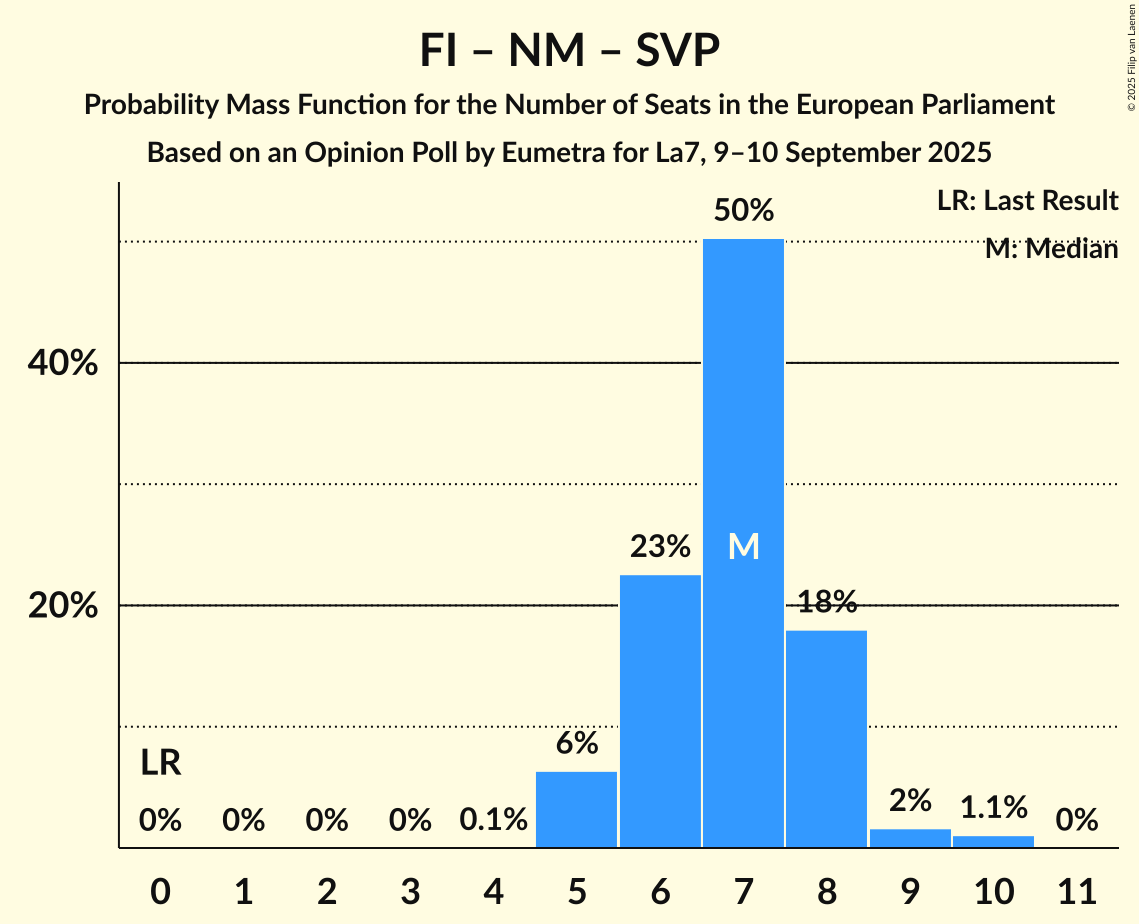 FI – NM – SVP
Probability Mass Function for the Number of Seats in the European Parliament
Based on an Opinion Poll by Eumetra for La7, 9–10 September 2025
© 2025 Filip van Laenen
LR: Last Result
M: Median
50%
40%
23%
M
20%
18%
6%
LR
0%
0%
0%
0%
0.1%
2%
1.1%
0%
0 1 2 3 4 5 6 7 8 9 10 11